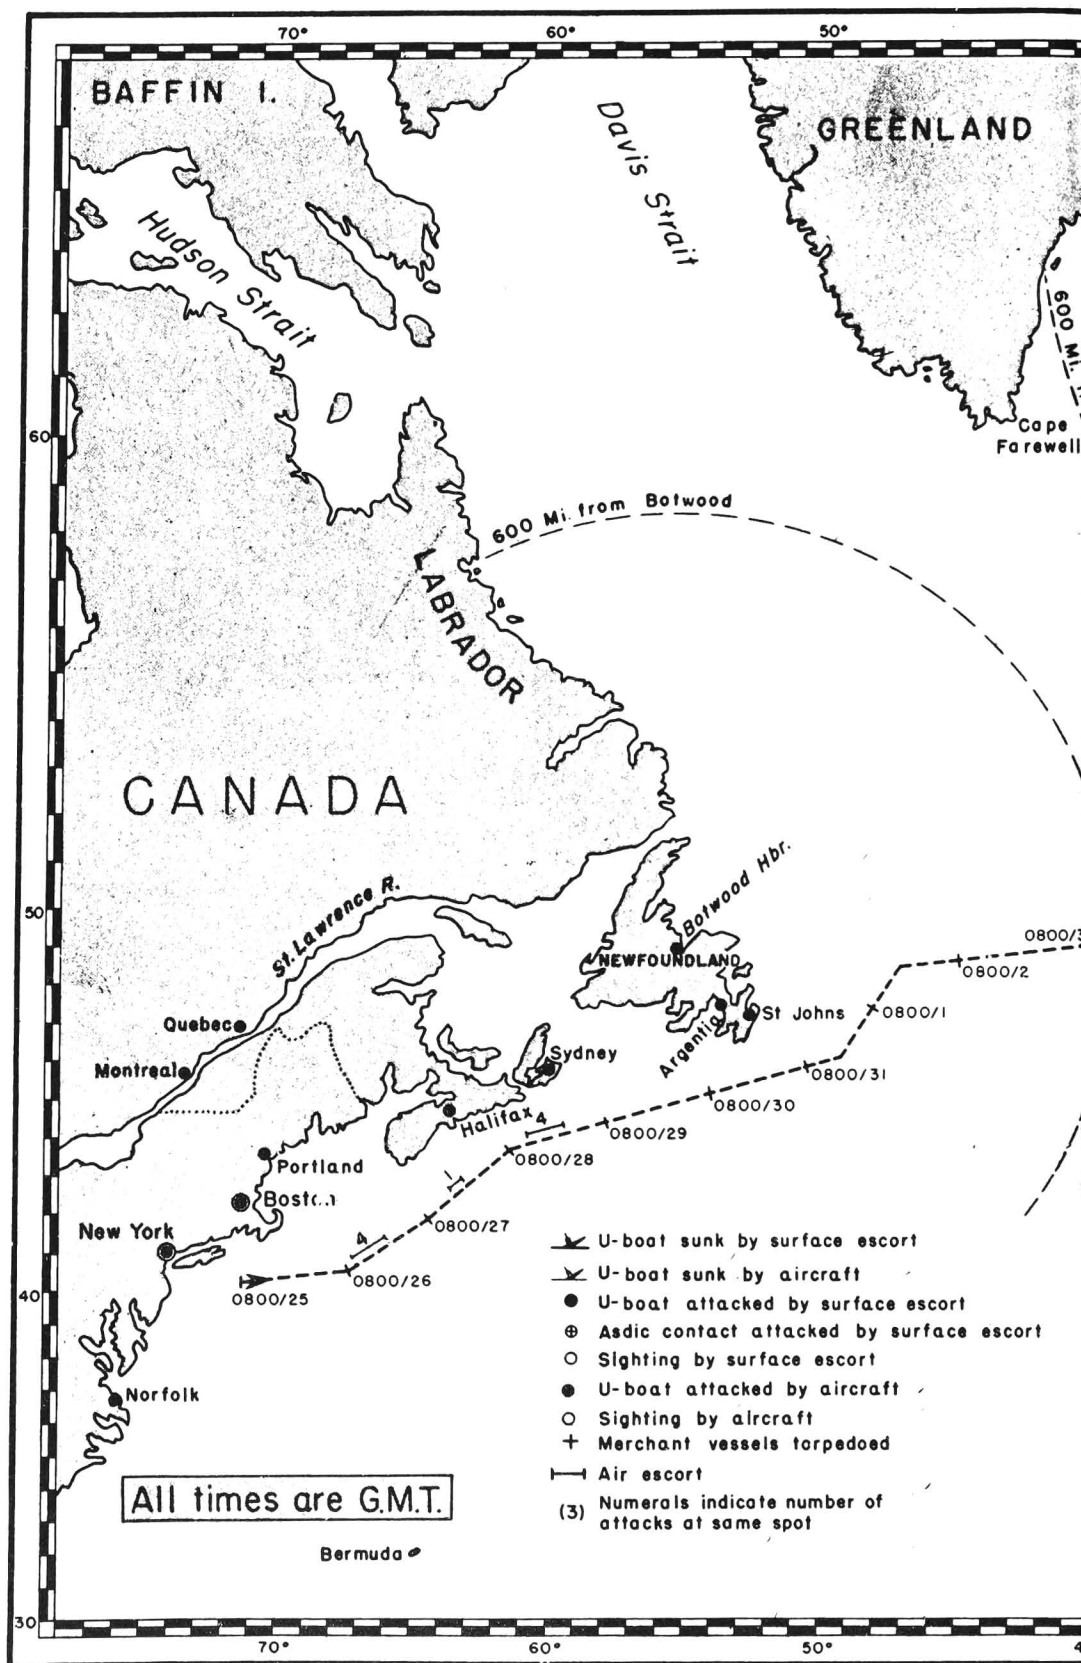 70°
60°
50°
BAFFIN I.
GREENLAND
Davis Strait
Hudson Strait
600 Mi.
60
Cape
Farewell
600 Mi. from Botwood
LABRADOR
CANADA
Botwood Hbr.
St. Lawrence R.
50
0800/3
NEWFOUNDLAND
0800/2
Quebec
St Johns
0800/1
Argentia
Sydney
Montreal
0800/31
0800/30
Halifax
4
0800/29
Portland
0800/28
1
Boston
0800/27
New York
4
0800/26
0800/25
40
U-boat sunk by surface escort
U-boat sunk by aircraft
U-boat attacked by surface escort
Asdic contact attacked by surface escort
Sighting by surface escort
U-boat attacked by aircraft
Norfolk
Sighting by aircraft
Merchant vessels torpedoed
Air escort
All times are G.M.T.
(3) Numerals indicate number of
attacks at same spot
Bermuda
30
70°
60°
50°
4